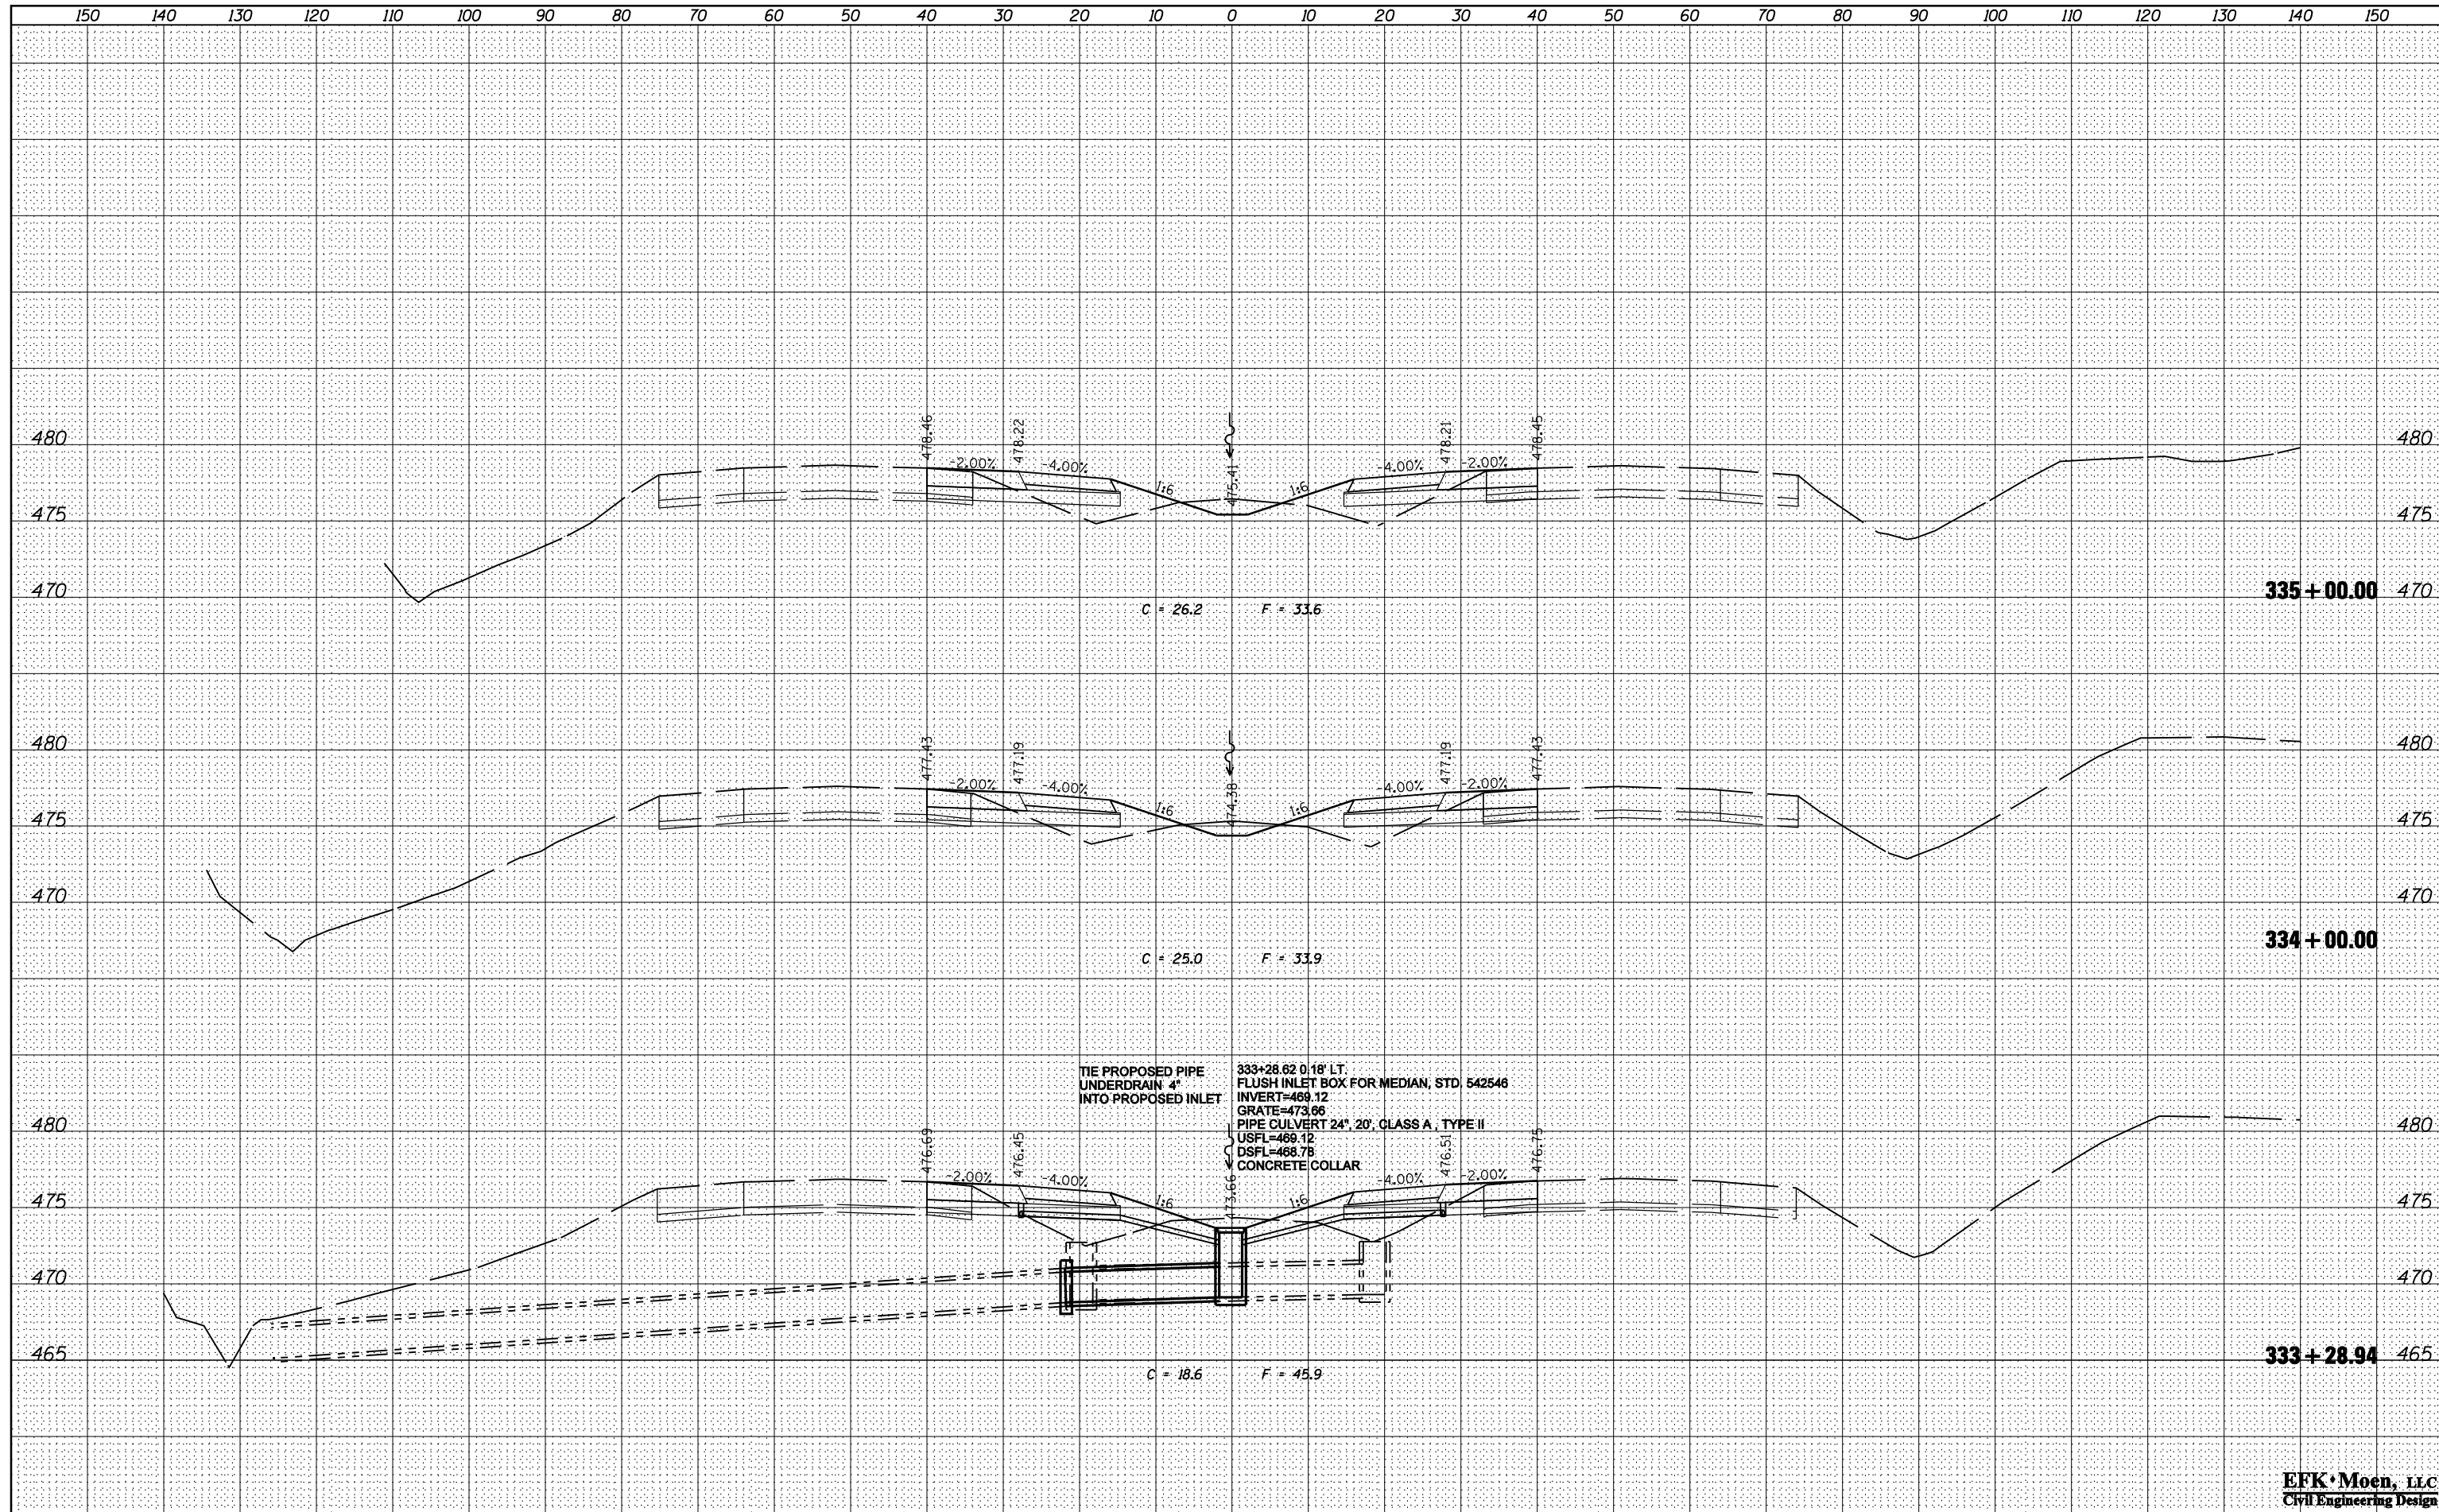 150 140 130 120 110 100 90 80 70 60 50 40 30 20 10 0 10 20 30 40 50 60 70 80 90 100 110 120 130 140 150
478.46 478.22 475.41 478.21 478.45
480 480
-2.00% -4.00% -4.00% -2.00%
1:6 1:6
475 475
470 335+00.00 470
C = 26.2 F = 33.6
477.43 477.19 474.38 477.19 477.43
480 480
-2.00% -4.00% -4.00% -2.00%
1:6 1:6
475 475
470 470
334+00.00
C = 25.0 F = 33.9
TIE PROPOSED PIPE
UNDERDRAIN 4"
INTO PROPOSED INLET
333+28.62 0.18' LT.
FLUSH INLET BOX FOR MEDIAN, STD. 542546
INVERT=469.12
GRATE=473.66
PIPE CULVERT 24", 20', CLASS A , TYPE II
USFL=469.12
DSFL=468.78
CONCRETE COLLAR
480 480
476.69 476.45 473.66 476.51 476.75
-2.00% -4.00% -4.00% -2.00%
1:6 1:6
475 475
470 470
465 333+28.94 465
C = 18.6 F = 45.9
EFK•Moen, LLC
Civil Engineering Design